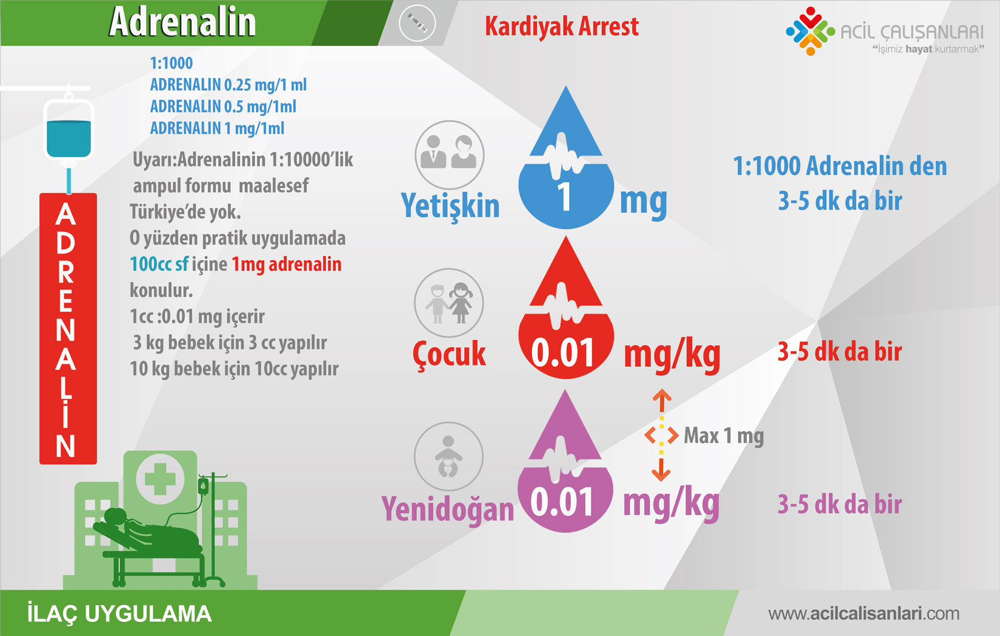 Adrenalin
Kardiyak Arrest
ACİL ÇALIŞANLARI
“İşimiz hayat kurtarmak”
1:1000
ADRENALIN 0.25 mg/1 ml
ADRENALIN 0.5 mg/1ml
ADRENALIN 1 mg/1ml
Uyarı:Adrenalinin 1:10000’lik
ampul formu maalesef
Türkiye’de yok.
O yüzden pratik uygulamada
100cc sf içine 1mg adrenalin
konulur.
1cc :0.01 mg içerir
3 kg bebek için 3 cc yapılır
10 kg bebek için 10cc yapılır
ADRENALİN
Yetişkin
1 mg
1:1000 Adrenalin den
3-5 dk da bir
Çocuk
0.01 mg/kg
3-5 dk da bir
Max 1 mg
Yenidoğan
0.01 mg/kg
3-5 dk da bir
İLAÇ UYGULAMA
www.acilcalisanlari.com